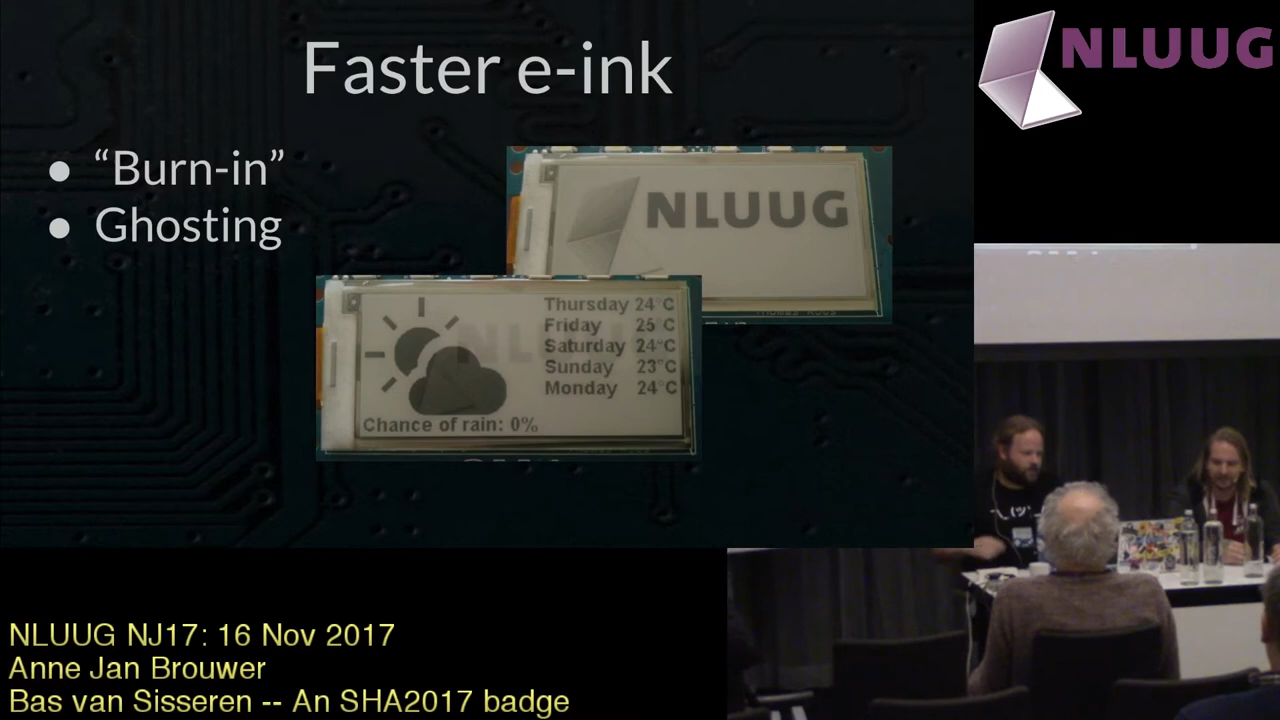 Faster e-ink
• “Burn-in”
• Ghosting
NLUUG
Thursday 24°C
Friday 25°C
Saturday 24°C
Sunday 23°C
Monday 24°C
Chance of rain: 0%
NLUUG
NLUUG NJ17: 16 Nov 2017
Anne Jan Brouwer
Bas van Sisseren -- An SHA2017 badge